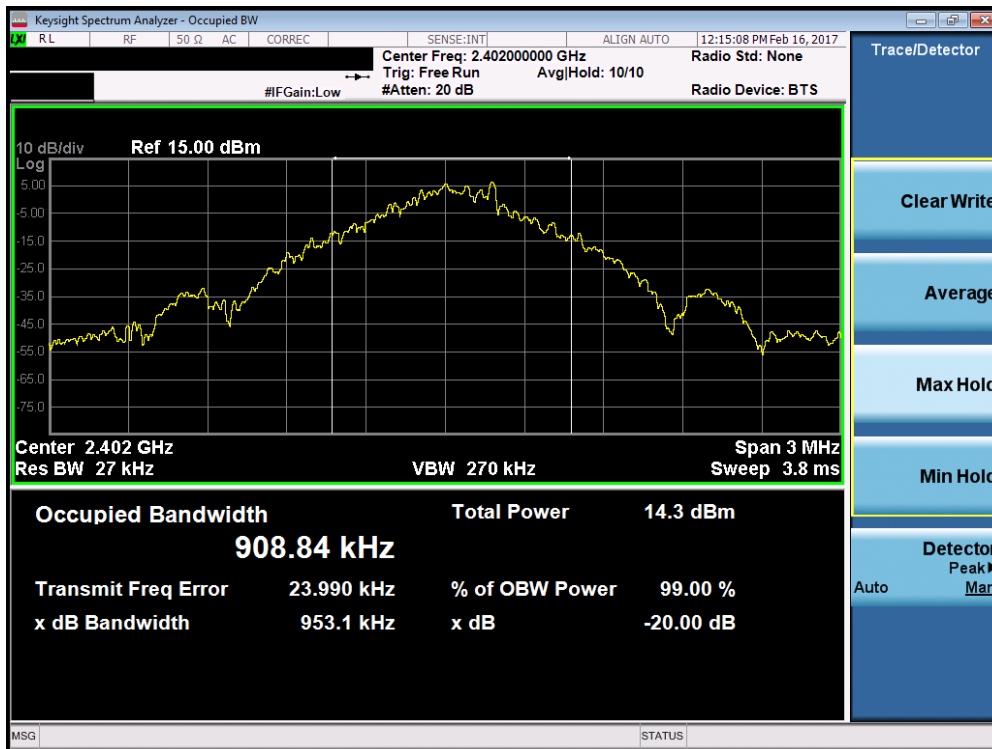 Keysight Spectrum Analyzer - Occupied BW
LXI RL RF 50 Ω AC CORREC SENSE:INT ALIGN AUTO 12:15:08 PM Feb 16, 2017
Center Freq: 2.402000000 GHz Radio Std: None
Trig: Free Run Avg|Hold: 10/10
#IFGain:Low #Atten: 20 dB Radio Device: BTS
10 dB/div Ref 15.00 dBm
Log
5.00
-5.00
-15.0
-25.0
-35.0
-45.0
-55.0
-65.0
-75.0
Center 2.402 GHz Span 3 MHz
Res BW 27 kHz VBW 270 kHz Sweep 3.8 ms
Occupied Bandwidth Total Power 14.3 dBm
908.84 kHz
Transmit Freq Error 23.990 kHz % of OBW Power 99.00 %
x dB Bandwidth 953.1 kHz x dB -20.00 dB
Trace/Detector
Clear Write
Average
Max Hold
Min Hold
Detector
Peak
Auto Man
MSG STATUS